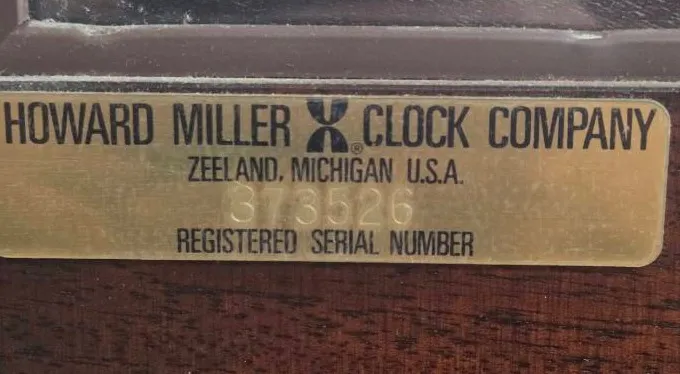 HOWARD MILLER ® CLOCK COMPANY
ZEELAND, MICHIGAN U.S.A.
373526
REGISTERED SERIAL NUMBER